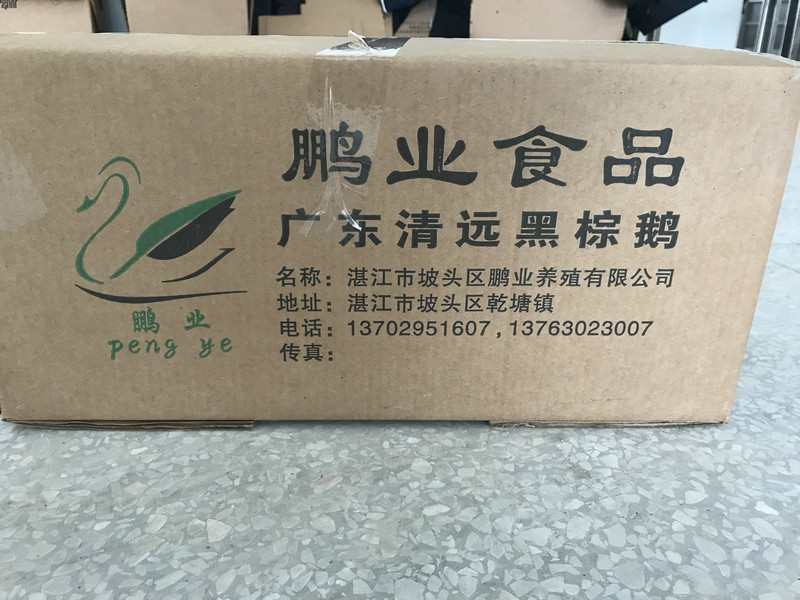 鹏业食品
广东清远黑棕鹅
名称：湛江市坡头区鹏业养殖有限公司
地址：湛江市坡头区乾塘镇
电话：13702951607，13763023007
传真：
鹏业
peng ye